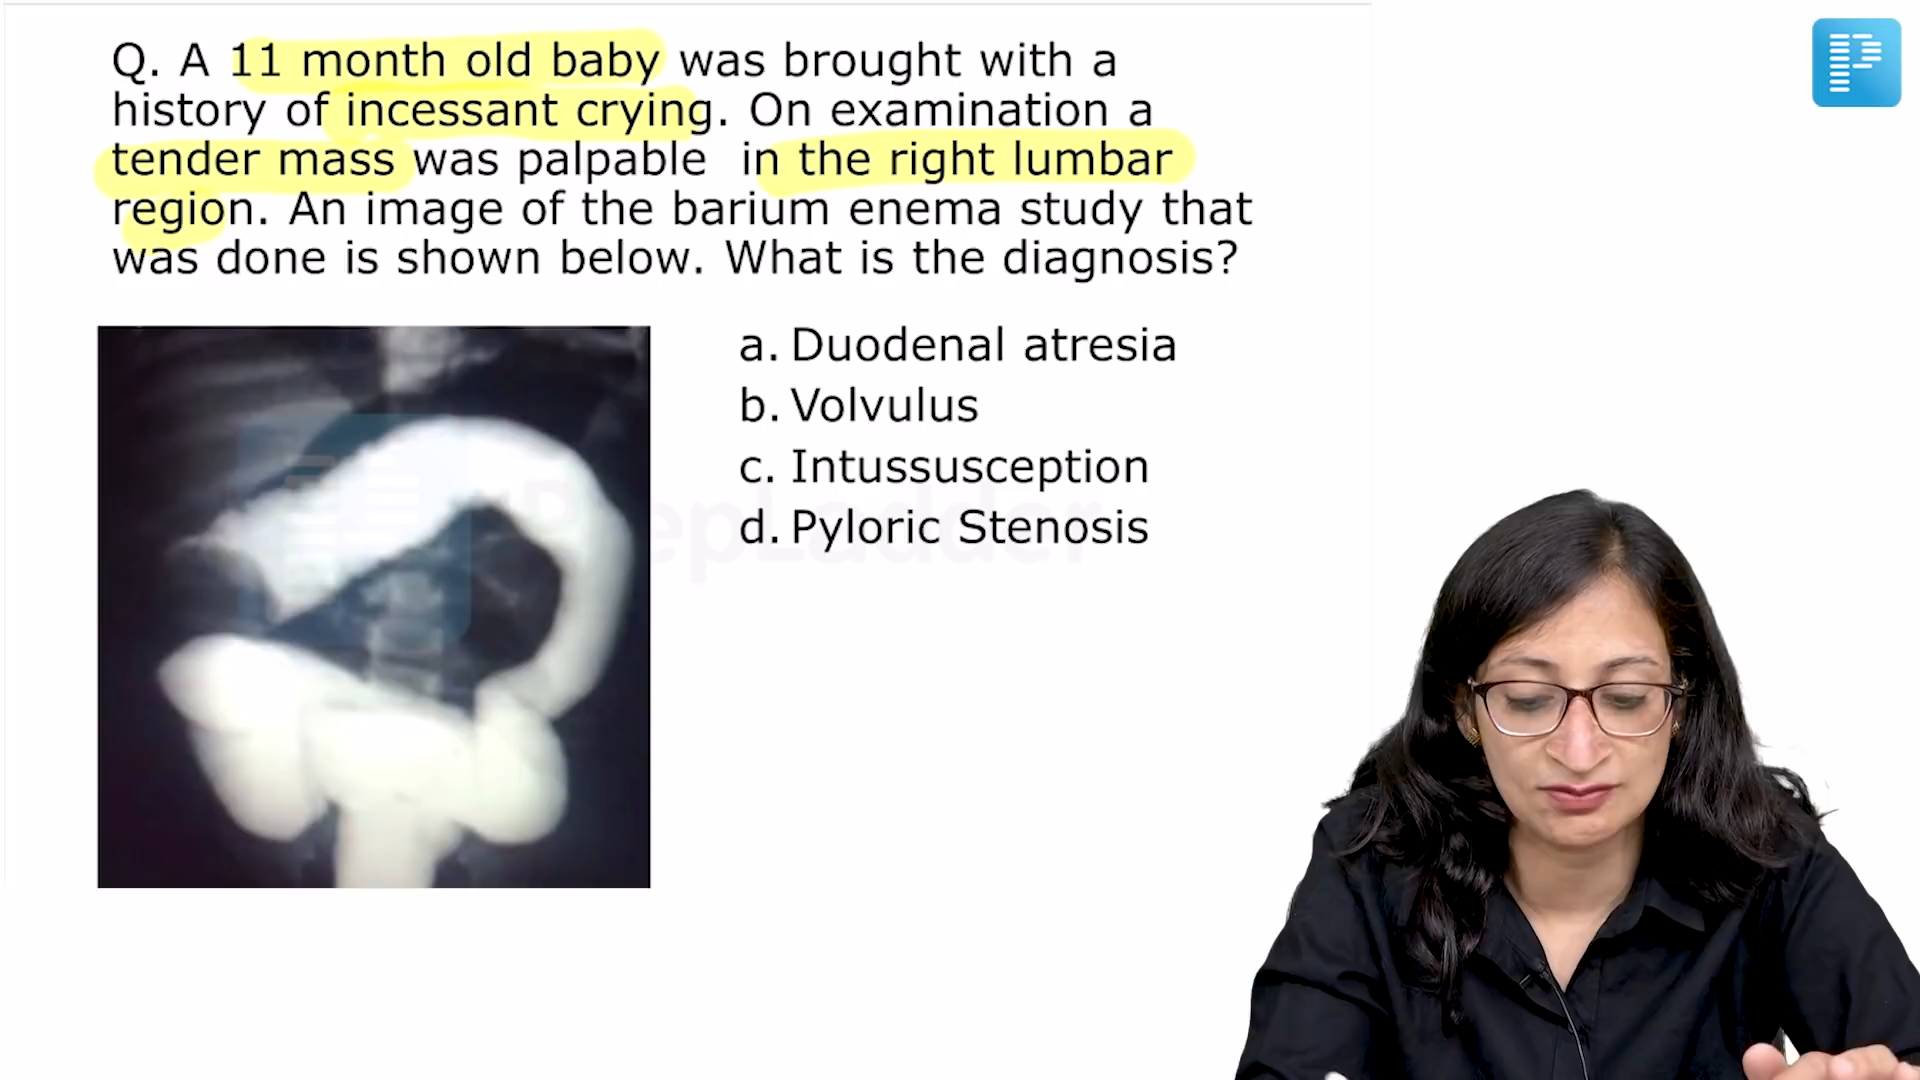 Q. A 11 month old baby was brought with a
history of incessant crying. On examination a
tender mass was palpable in the right lumbar
region. An image of the barium enema study that
was done is shown below. What is the diagnosis?
a. Duodenal atresia
b. Volvulus
c. Intussusception
d. Pyloric Stenosis
PrepLadder